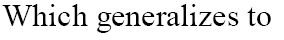 Which generalizes to